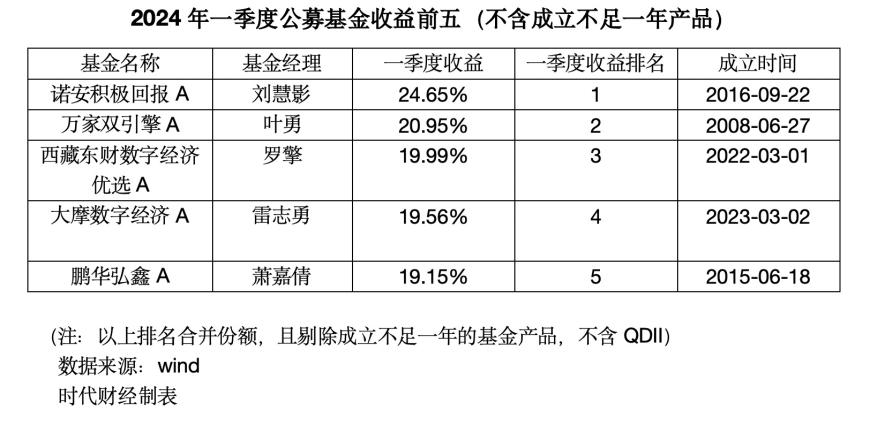 2024 年一季度公募基金收益前五（不含成立不足一年产品）
基金名称 基金经理 一季度收益 一季度收益排名 成立时间
诺安积极回报 A 刘慧影 24.65% 1 2016-09-22
万家双引擎 A 叶勇 20.95% 2 2008-06-27
西藏东财数字经济 罗擎 19.99% 3 2022-03-01
优选 A
大摩数字经济 A 雷志勇 19.56% 4 2023-03-02
鹏华弘鑫 A 萧嘉倩 19.15% 5 2015-06-18
（注：以上排名合并份额，且剔除成立不足一年的基金产品，不含 QDII）
数据来源：wind
时代财经制表